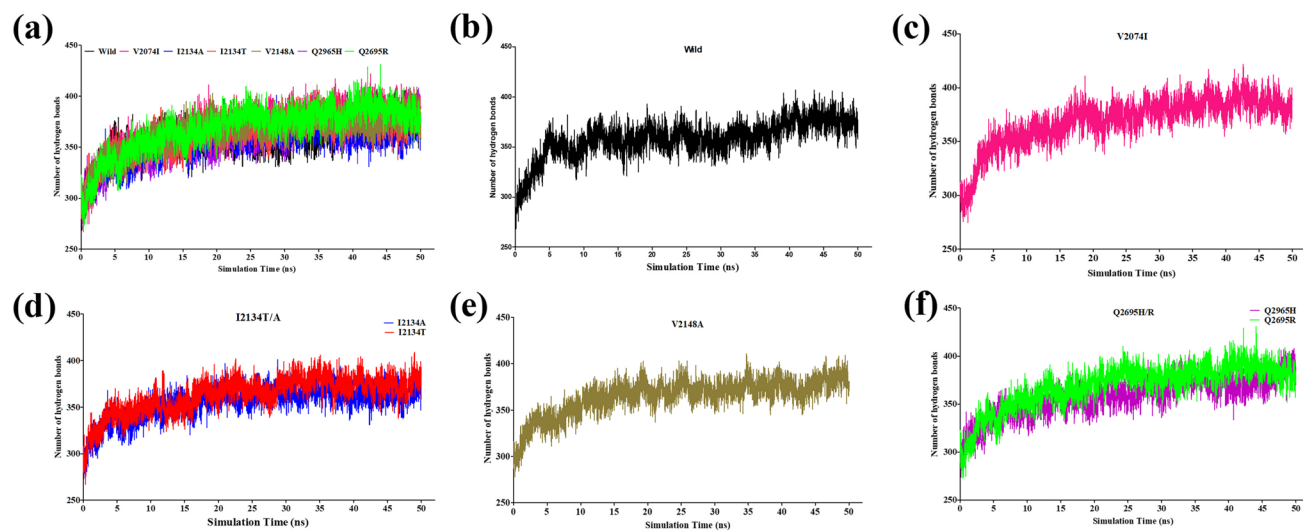 (a)
Wild V2074I I2134A I2134T V2148A Q2965H Q2695R
Number of hydrogen bonds
450
400
350
300
250
0 5 10 15 20 25 30 35 40 45 50
Simulation Time (ns)
(b)
Wild
Number of hydrogen bonds
450
400
350
300
250
0 5 10 15 20 25 30 35 40 45 50
Simulation Time (ns)
(c)
V2074I
Number of hydrogen bonds
450
400
350
300
250
0 5 10 15 20 25 30 35 40 45 50
Simulation Time (ns)
(d)
I2134T/A
I2134A
I2134T
Number of hydrogen bonds
450
400
350
300
250
0 5 10 15 20 25 30 35 40 45 50
Simulation Time (ns)
(e)
V2148A
Number of hydrogen bonds
450
400
350
300
250
0 5 10 15 20 25 30 35 40 45 50
Simulation Time (ns)
(f)
Q2695H/R
Q2965H
Q2695R
Number of hydrogen bonds
450
400
350
300
250
0 5 10 15 20 25 30 35 40 45 50
Simulation Time (ns)